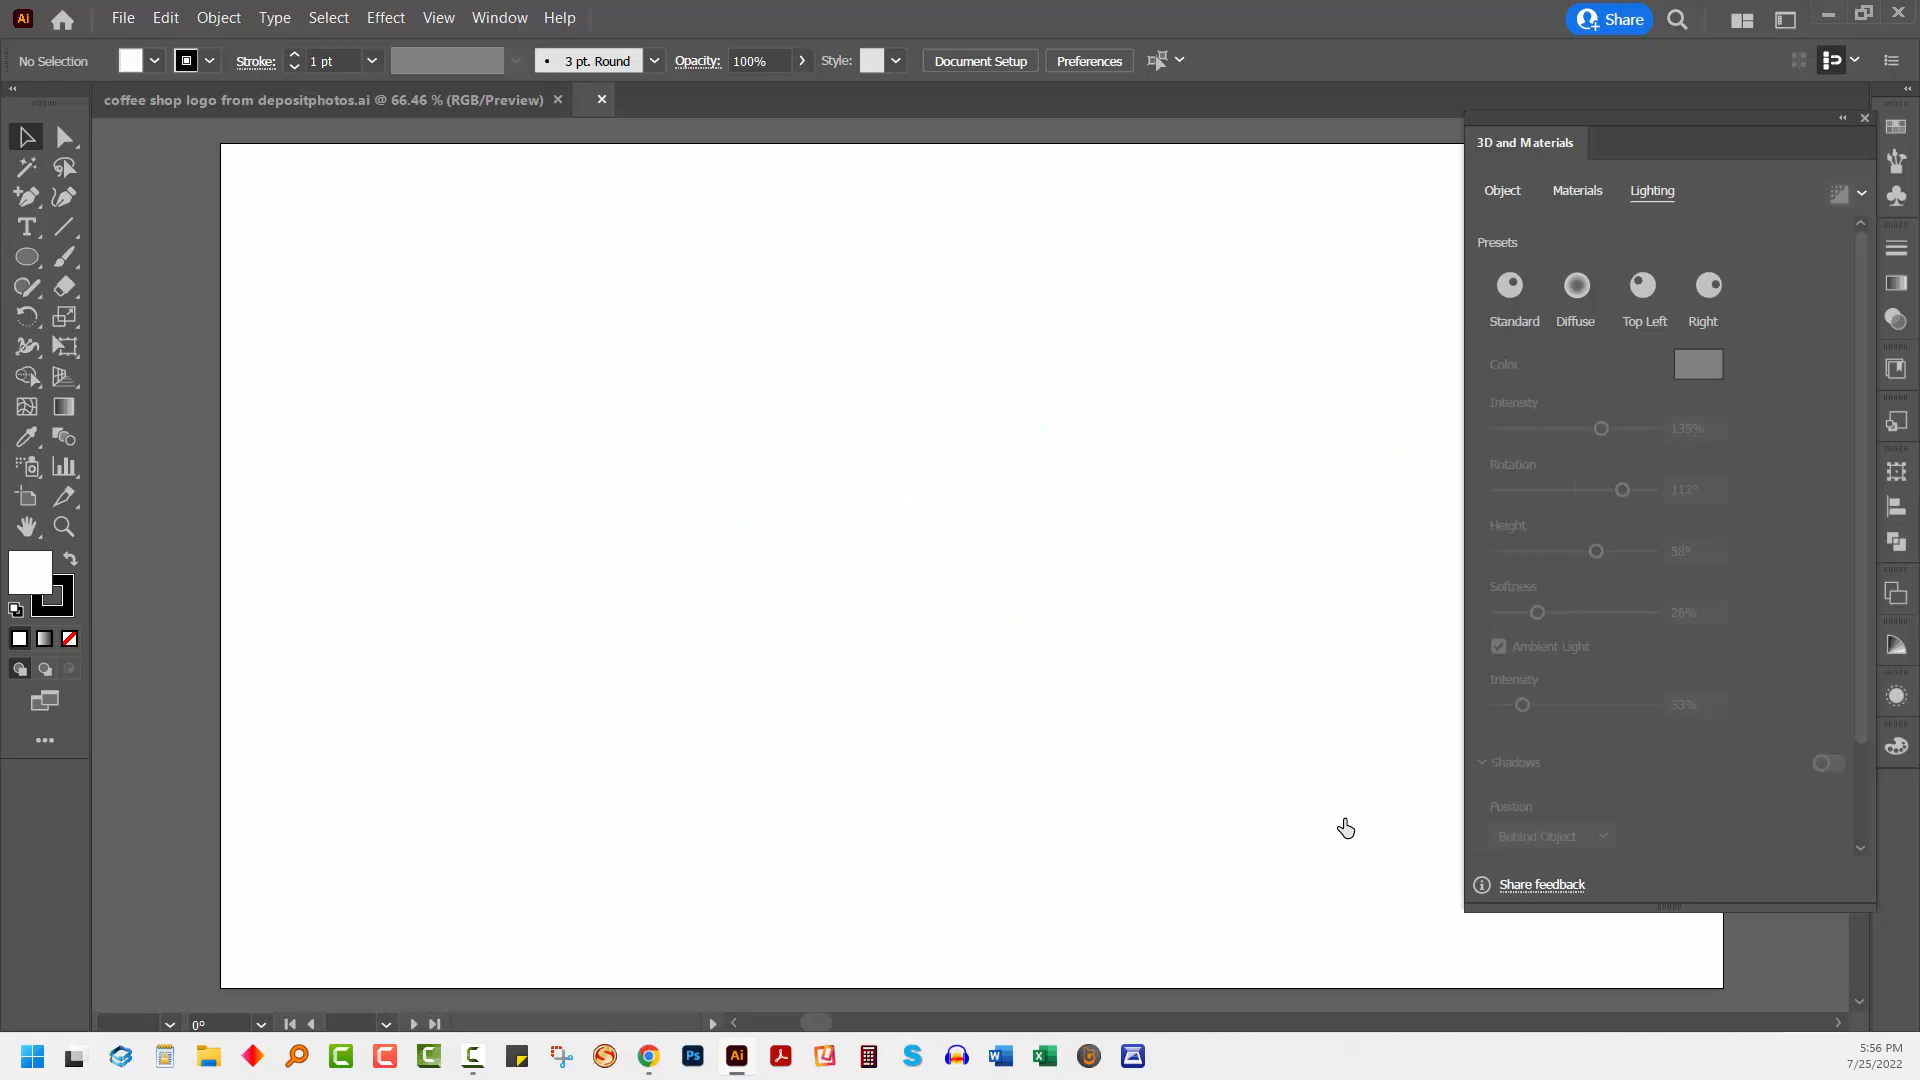 Ai File Edit Object Type Select Effect View Window Help Share
No Selection Stroke: 1 pt 3 pt. Round Opacity: 100% Style: Document Setup Preferences
coffee shop logo from depositphotos.ai @ 66.46 % (RGB/Preview)
3D and Materials
Object Materials Lighting
Presets
Standard Diffuse Top Left Right
Color
Intensity
135%
Rotation
112°
Height
58°
Softness
26%
Ambient Light
Intensity
33%
Shadows
Position
Behind Object
Share feedback
0°
Ps Ai
5:56 PM
7/25/2022